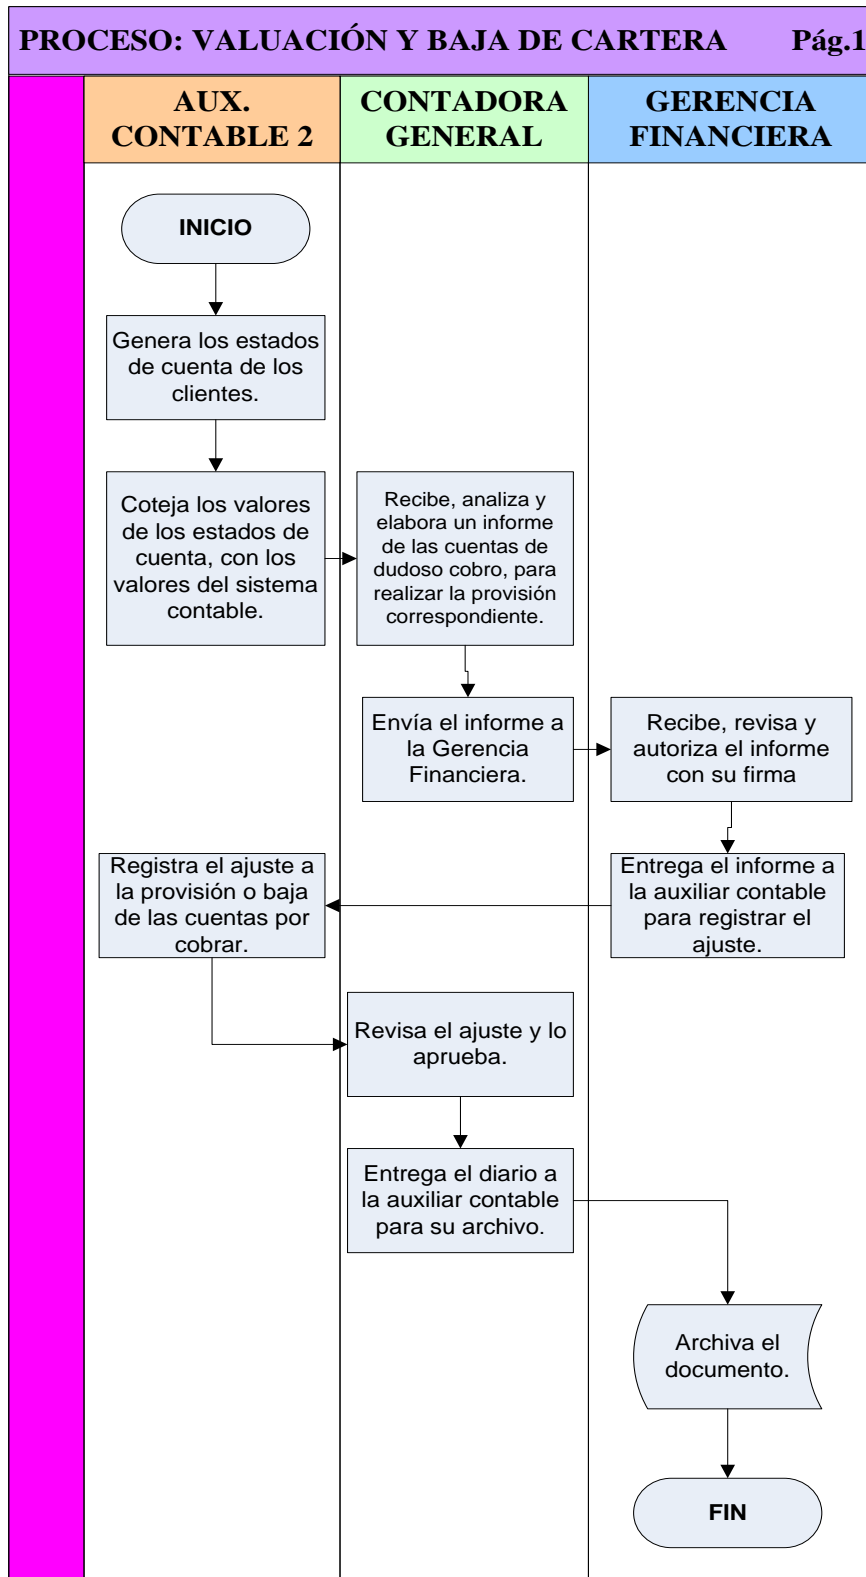 PROCESO: VALUACIÓN Y BAJA DE CARTERA Pág.1
AUX.
CONTABLE 2
CONTADORA
GENERAL
GERENCIA
FINANCIERA
INICIO
Genera los estados
de cuenta de los
clientes.
Coteja los valores
de los estados de
cuenta, con los
valores del sistema
contable.
Recibe, analiza y
elabora un informe
de las cuentas de
dudoso cobro, para
realizar la provisión
correspondiente.
Envía el informe a
la Gerencia
Financiera.
Recibe, revisa y
autoriza el informe
con su firma
Entrega el informe a
la auxiliar contable
para registrar el
ajuste.
Registra el ajuste a
la provisión o baja
de las cuentas por
cobrar.
Revisa el ajuste y lo
aprueba.
Entrega el diario a
la auxiliar contable
para su archivo.
Archiva el
documento.
FIN